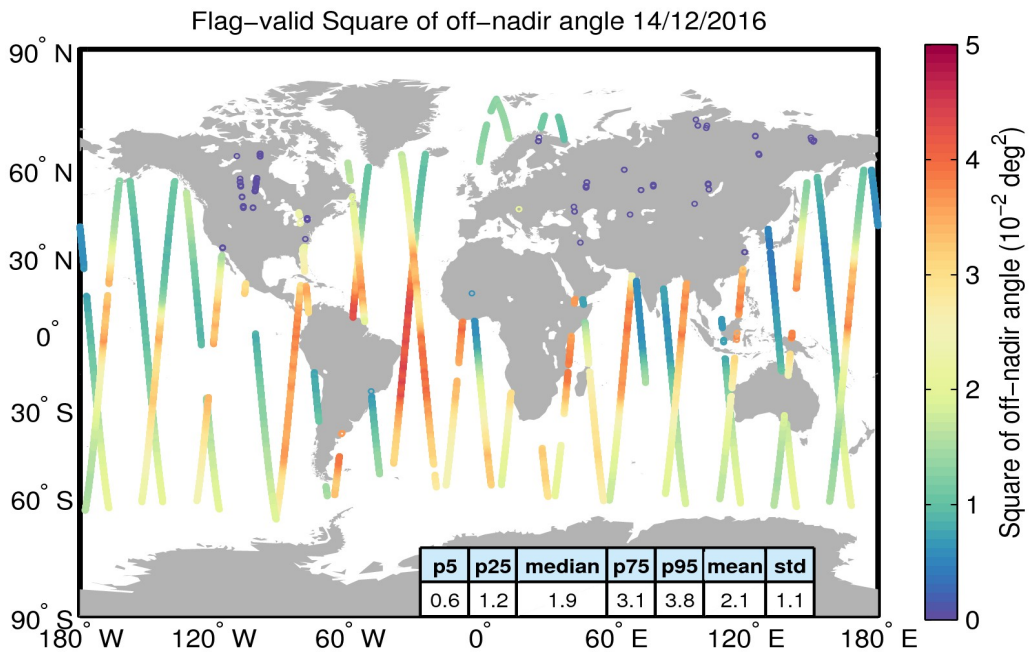 Flag−valid Square of off−nadir angle 14/12/2016
90° N
60° N
30° N
0°
30° S
60° S
90° S
180° W
120° W
60° W
0°
60° E
120° E
180° E
p5 p25 median p75 p95 mean std
0.6 1.2 1.9 3.1 3.8 2.1 1.1
5
4
3
2
1
0
Square of off−nadir angle (10⁻² deg²)